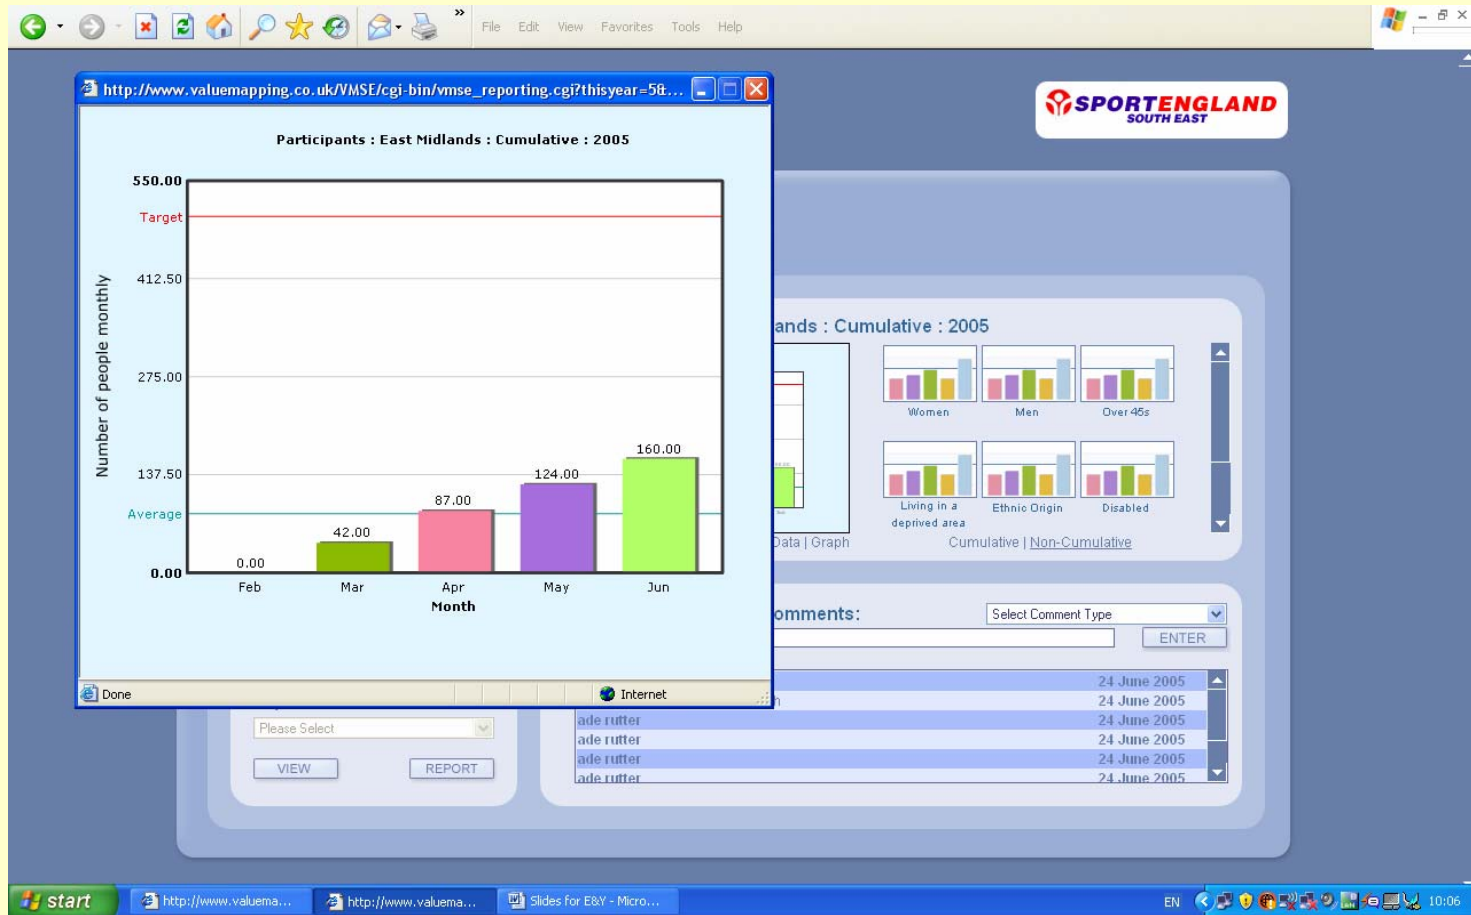 » File Edit View Favorites Tools Help
http://www.valuemapping.co.uk/VMSE/cgi-bin/vmse_reporting.cgi?thisyear=5&...
SPORTENGLAND
SOUTH EAST
Participants : East Midlands : Cumulative : 2005
550.00
Target
412.50
275.00
137.50
Average
0.00
Number of people monthly
0.00
42.00
87.00
124.00
160.00
Feb Mar Apr May Jun
Month
Done Internet
ands : Cumulative : 2005
Women Men Over 45s
Living in a deprived area
Ethnic Origin Disabled
Data | Graph Cumulative | Non-Cumulative
omments: Select Comment Type
ENTER
24 June 2005
h 24 June 2005
ade rutter 24 June 2005
ade rutter 24 June 2005
ade rutter 24 June 2005
ade rutter 24 June 2005
Please Select
VIEW REPORT
start http://www.valuema... http://www.valuema... Slides for E&Y - Micro... EN 10:06